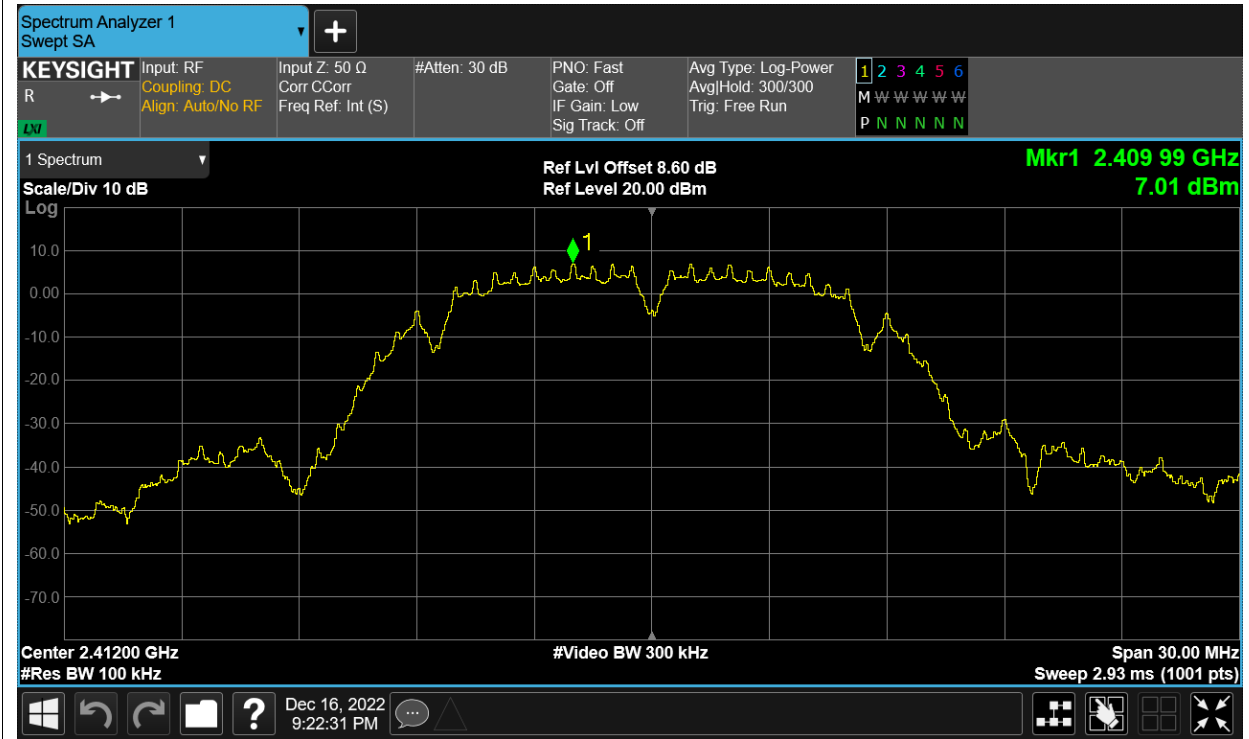 Spectrum Analyzer 1
Swept SA
KEYSIGHT
R
LXI
Input: RF
Coupling: DC
Align: Auto/No RF
Input Z: 50 Ω
Corr CCorr
Freq Ref: Int (S)
#Atten: 30 dB
PNO: Fast
Gate: Off
IF Gain: Low
Sig Track: Off
Avg Type: Log-Power
Avg|Hold: 300/300
Trig: Free Run
1 2 3 4 5 6
M W W W W W
P N N N N N
1 Spectrum
Scale/Div 10 dB
Log
Ref Lvl Offset 8.60 dB
Ref Level 20.00 dBm
Mkr1 2.409 99 GHz
7.01 dBm
1
10.0
0.00
-10.0
-20.0
-30.0
-40.0
-50.0
-60.0
-70.0
Center 2.41200 GHz
#Video BW 300 kHz
Span 30.00 MHz
#Res BW 100 kHz
Sweep 2.93 ms (1001 pts)
?
Dec 16, 2022
9:22:31 PM